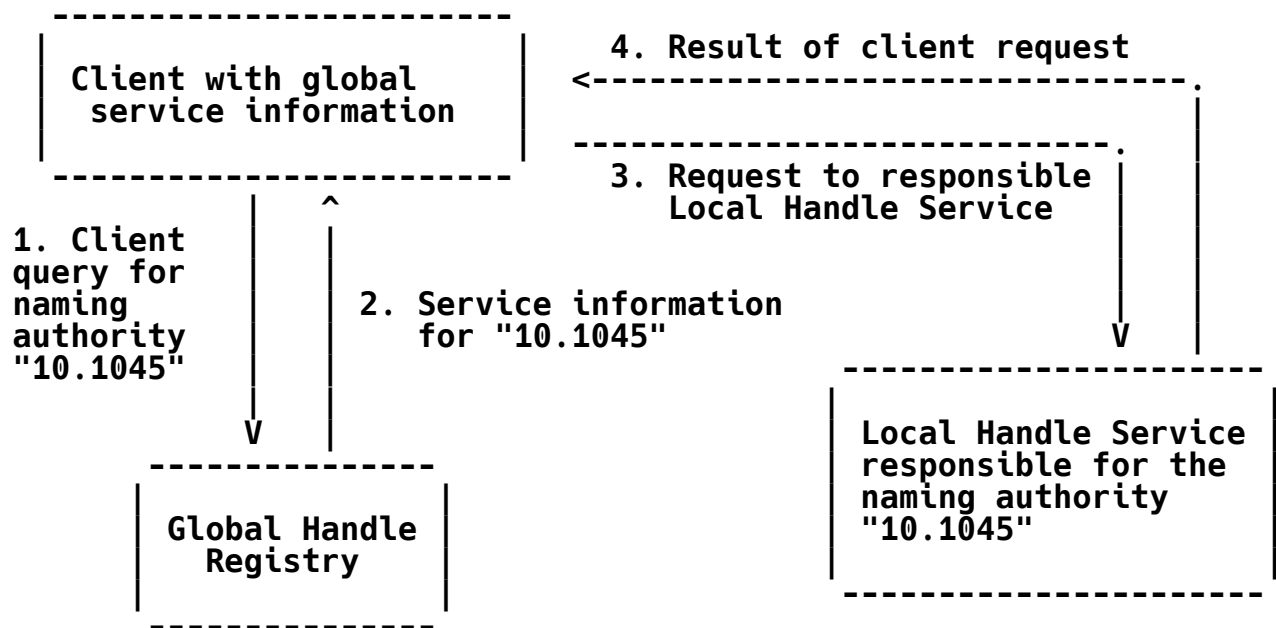 4. Result of client request
Client with global
service information
3. Request to responsible
Local Handle Service
1. Client
query for
naming
authority
"10.1045"
2. Service information
for "10.1045"
Local Handle Service
responsible for the
naming authority
"10.1045"
Global Handle
Registry